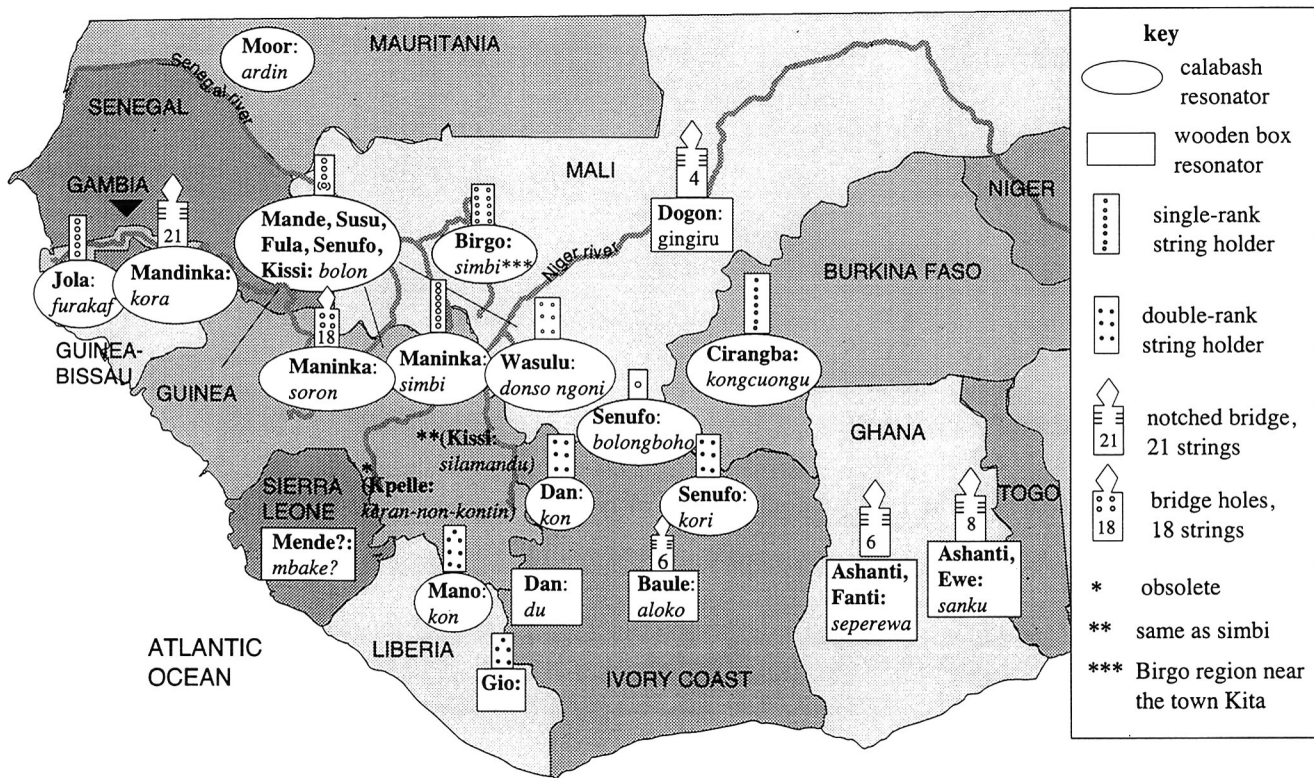 MAURITANIA
Moor:
ardin
Senegal river
SENEGAL
GAMBIA
21
MALI
4
Dogon:
gingiru
NIGER
Mande, Susu,
Fula, Senufo,
Kissi: bolon
Birgo:
simbi***
Niger river
BURKINA FASO
Jola:
furakaf
Mandinka:
kora
GUINEA-
BISSAU
GUINEA
18
Maninka:
soron
Maninka:
simbi
Wasulu:
donso ngoni
Cirangba:
kongcuongu
Senufo:
bolongboho
GHANA
**(Kissi:
silamandu)
*
(Kpelle:
keran-non-kontin)
SIERRA
LEONE
Mende?:
mbake?
Dan:
kon
Senufo:
kori
TOGO
Mano:
kon
Dan:
du
6
Baule:
aloko
6
Ashanti,
Fanti:
seperewa
8
Ashanti,
Ewe:
sanku
LIBERIA
Gio:
IVORY COAST
ATLANTIC
OCEAN
key
calabash
resonator
wooden box
resonator
single-rank
string holder
double-rank
string holder
21
notched bridge,
21 strings
18
bridge holes,
18 strings
* obsolete
** same as simbi
*** Birgo region near
the town Kita